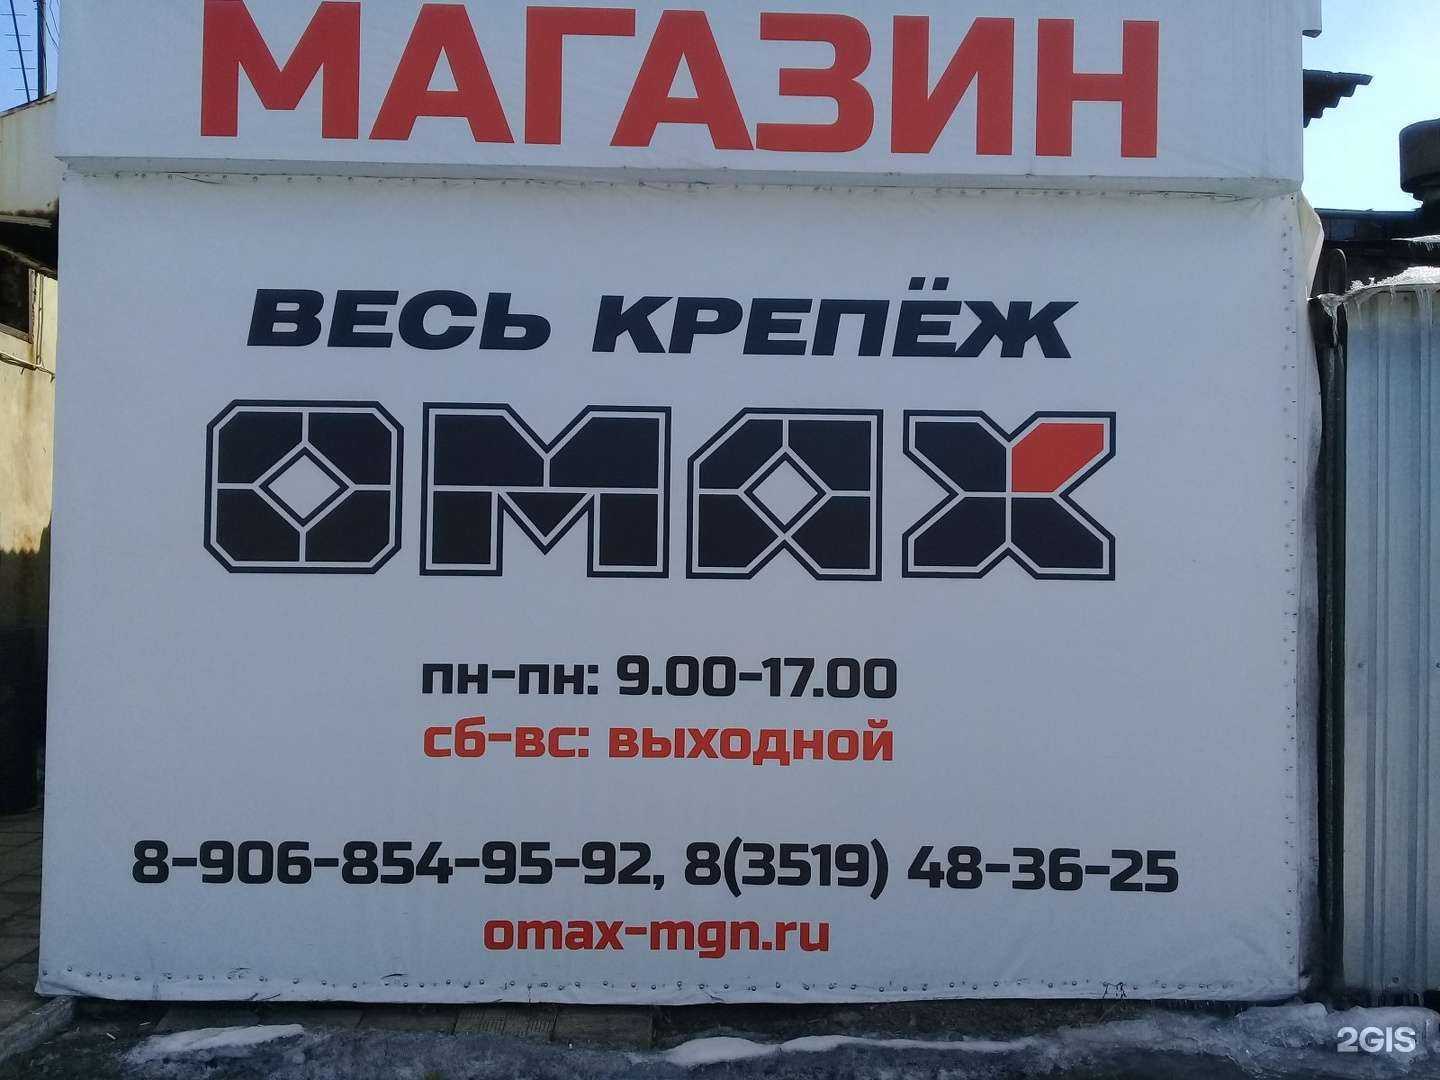 МАГАЗИН
ВЕСЬ КРЕПЁЖ
OMAX
пн-пн: 9.00-17.00
сб-вс: выходной
8-906-854-95-92, 8(3519) 48-36-25
omax-mgn.ru
2GIS